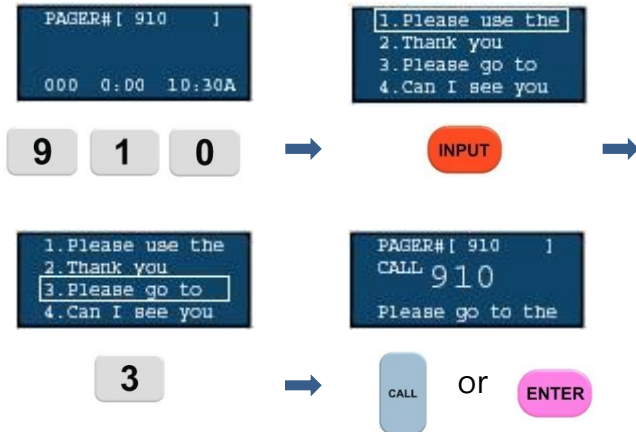 PAGER#[ 910 ]
000 0:00 10:30A
9 1 0
1.Please use the
2.Thank you
3.Please go to
4.Can I see you
INPUT
1.Please use the
2.Thank you
3.Please go to
4.Can I see you
3
PAGER#[ 910 ]
CALL 910
Please go to the
CALL or ENTER